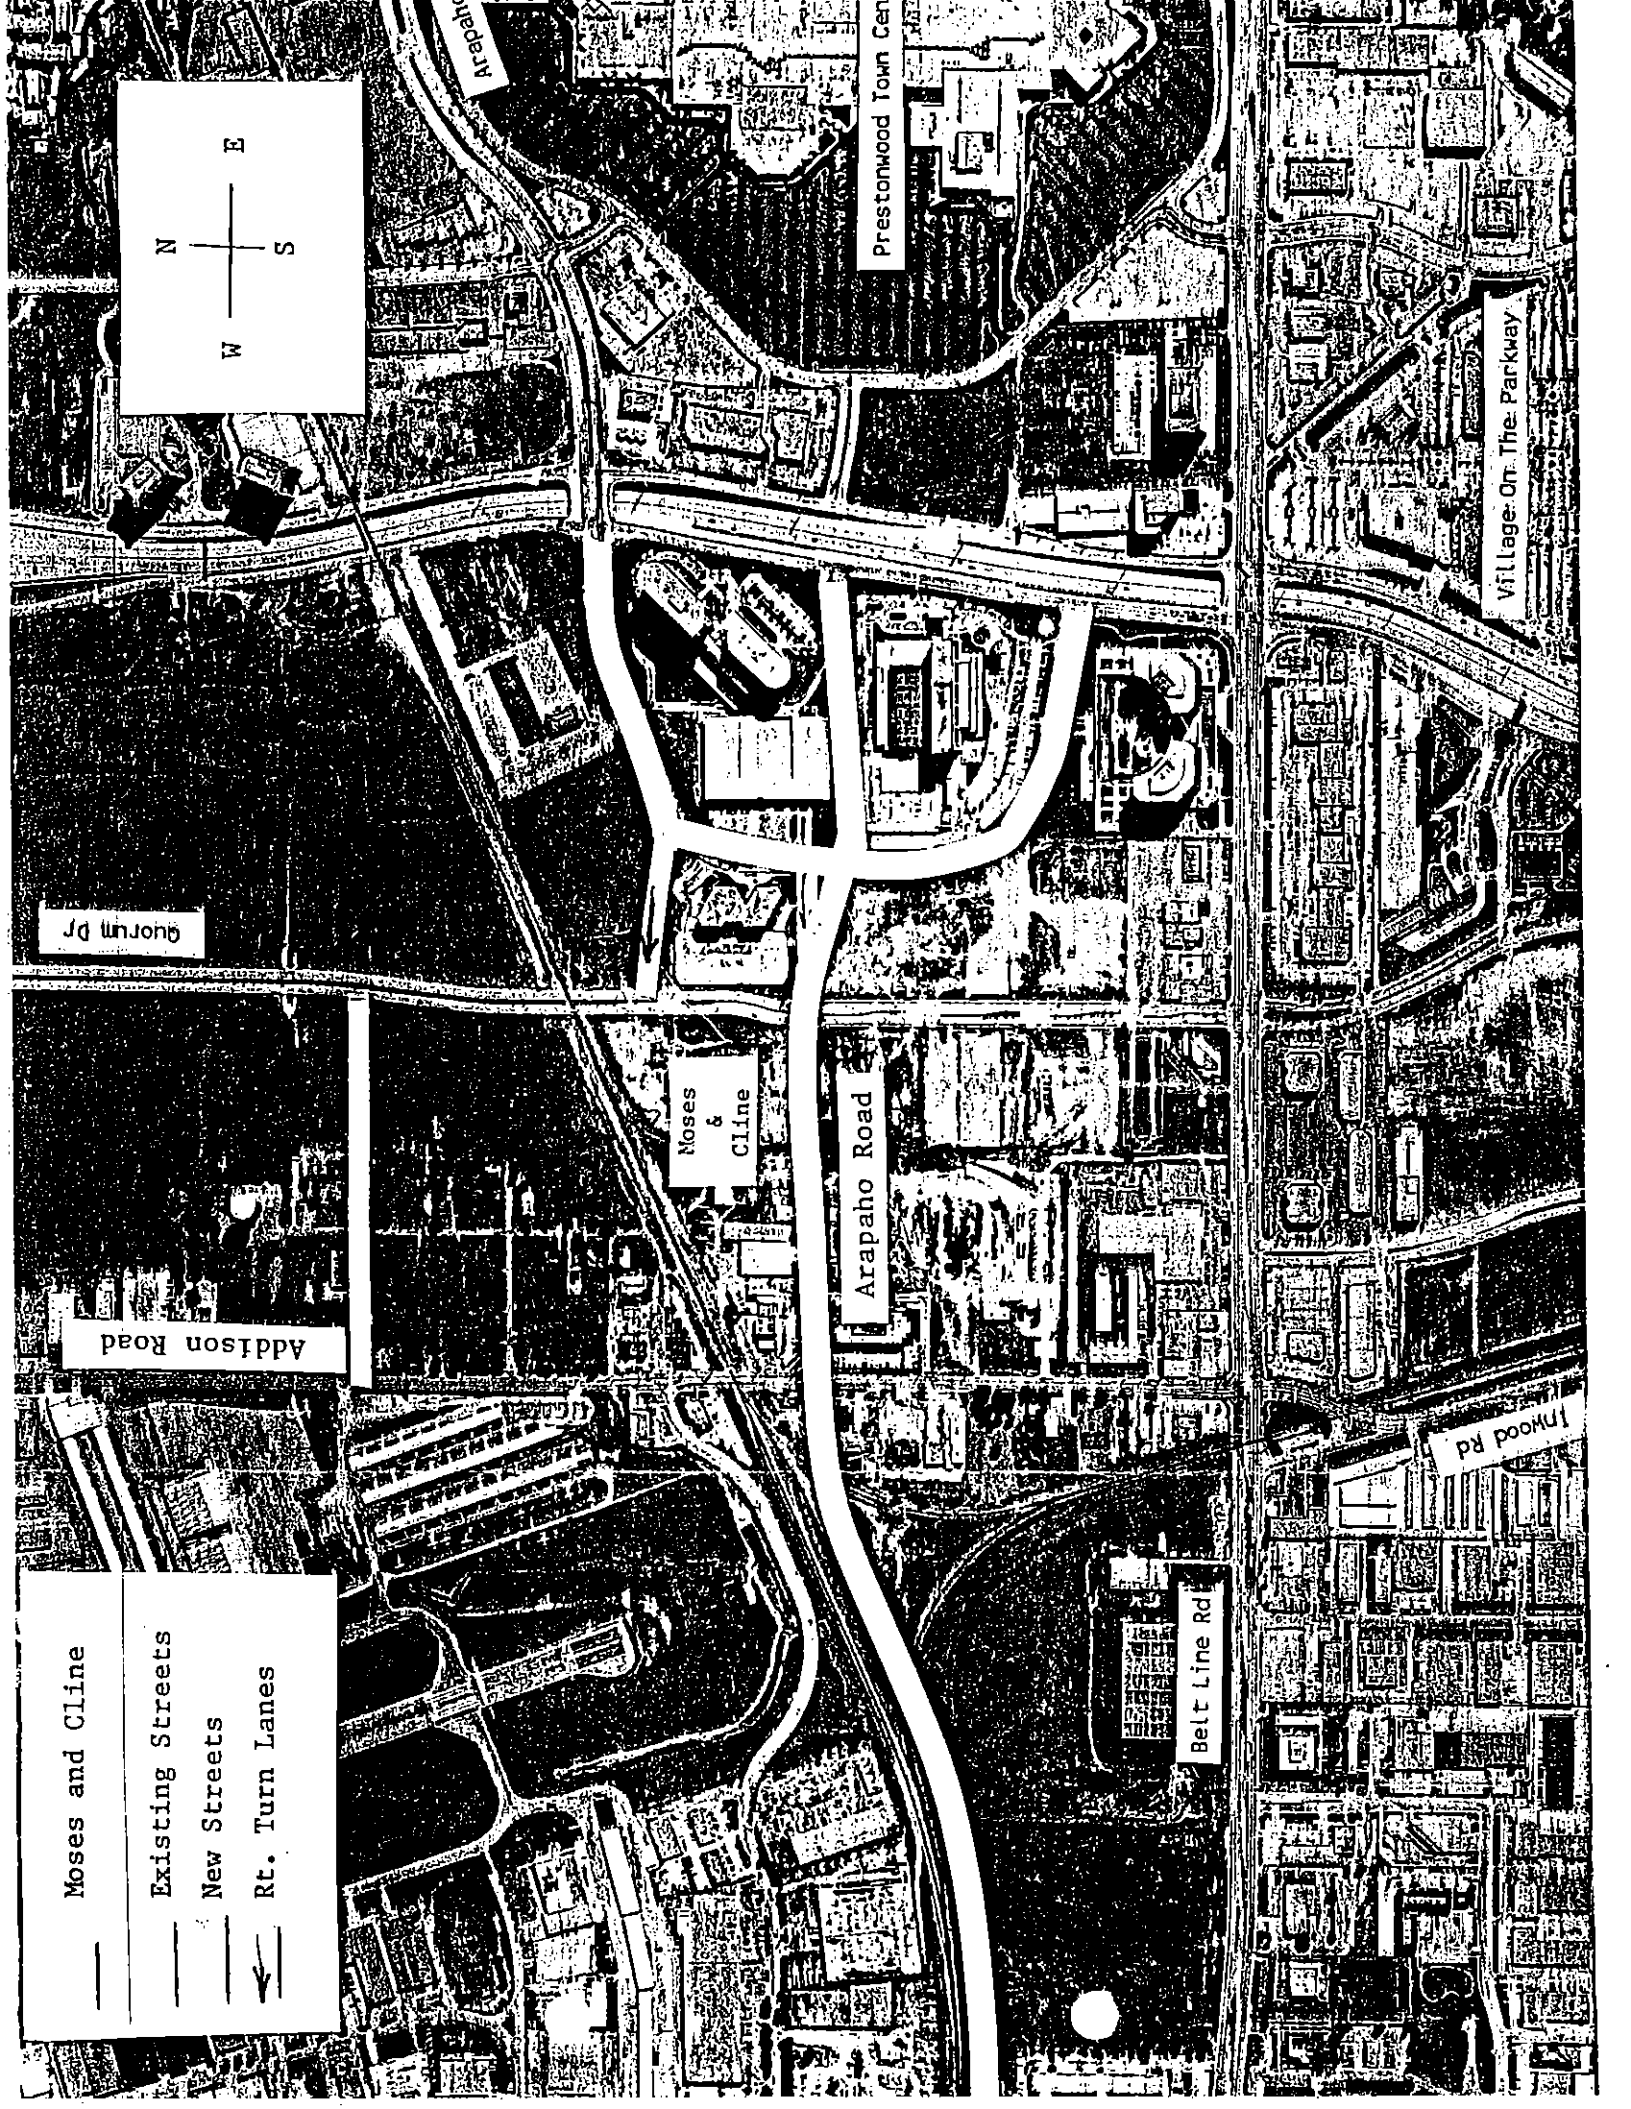 Moses and Cline
Existing Streets
New Streets
Rt. Turn Lanes
N
W
E
S
Addison Road
Quorum Dr
Moses
&
Cline
Arapaho
Prestonwood Town Cen
Arapaho Road
Belt Line Rd
Inwood Rd
Village On The Parkway